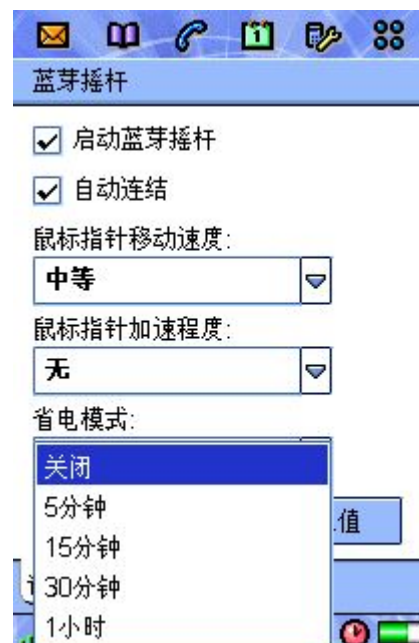 蓝芽摇杆
启动蓝芽摇杆
自动连结
鼠标指针移动速度:
中等
鼠标指针加速程度:
无
省电模式:
关闭
5分钟
15分钟
值
30分钟
1小时